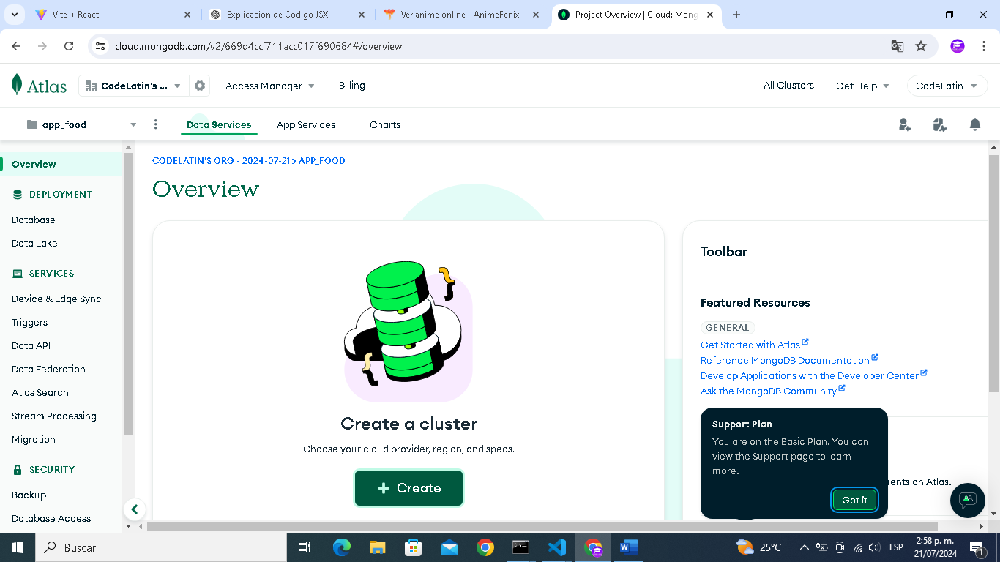 Vite + React
Explicación de Código JSX
Ver anime online - AnimeFénix
Project Overview | Cloud: Mong
cloud.mongodb.com/v2/669d4ccf711acc017f690684#/overview
Atlas
CodeLatin's ...
Access Manager
Billing
All Clusters
Get Help
CodeLatin
app_food
Data Services
App Services
Charts
Overview
DEPLOYMENT
Database
Data Lake
SERVICES
Device & Edge Sync
Triggers
Data API
Data Federation
Atlas Search
Stream Processing
Migration
SECURITY
Backup
Database Access
CODELATIN'S ORG - 2024-07-21 > APP_FOOD
Overview
Create a cluster
Choose your cloud provider, region, and specs.
+ Create
Toolbar
Featured Resources
GENERAL
Get Started with Atlas
Reference MongoDB Documentation
Develop Applications with the Developer Center
Ask the MongoDB Community
Support Plan
You are on the Basic Plan. You can
view the Support page to learn
more.
Got it
on Atlas.
Buscar
25°C
ESP
2:58 p. m.
21/07/2024
1